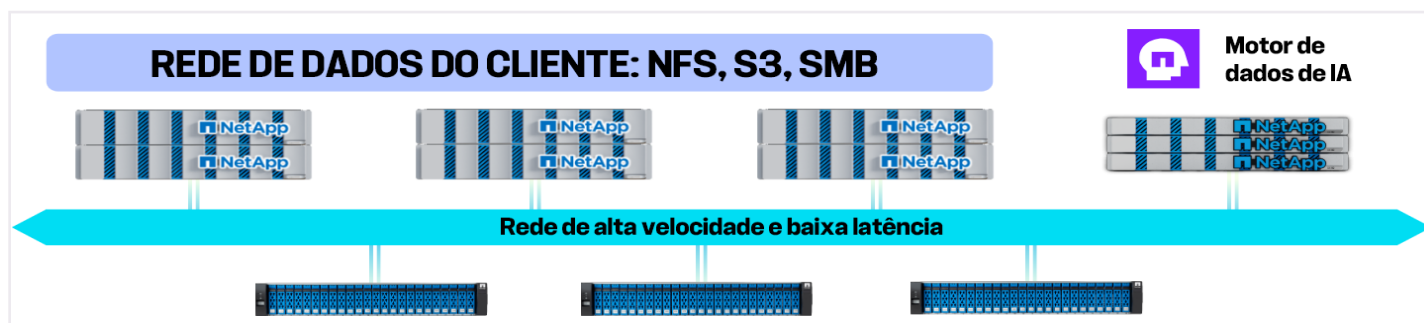 REDE DE DADOS DO CLIENTE: NFS, S3, SMB
Motor de
dados de IA
NetApp
NetApp
NetApp
NetApp
NetApp
NetApp
NetApp
NetApp
NetApp
Rede de alta velocidade e baixa latência